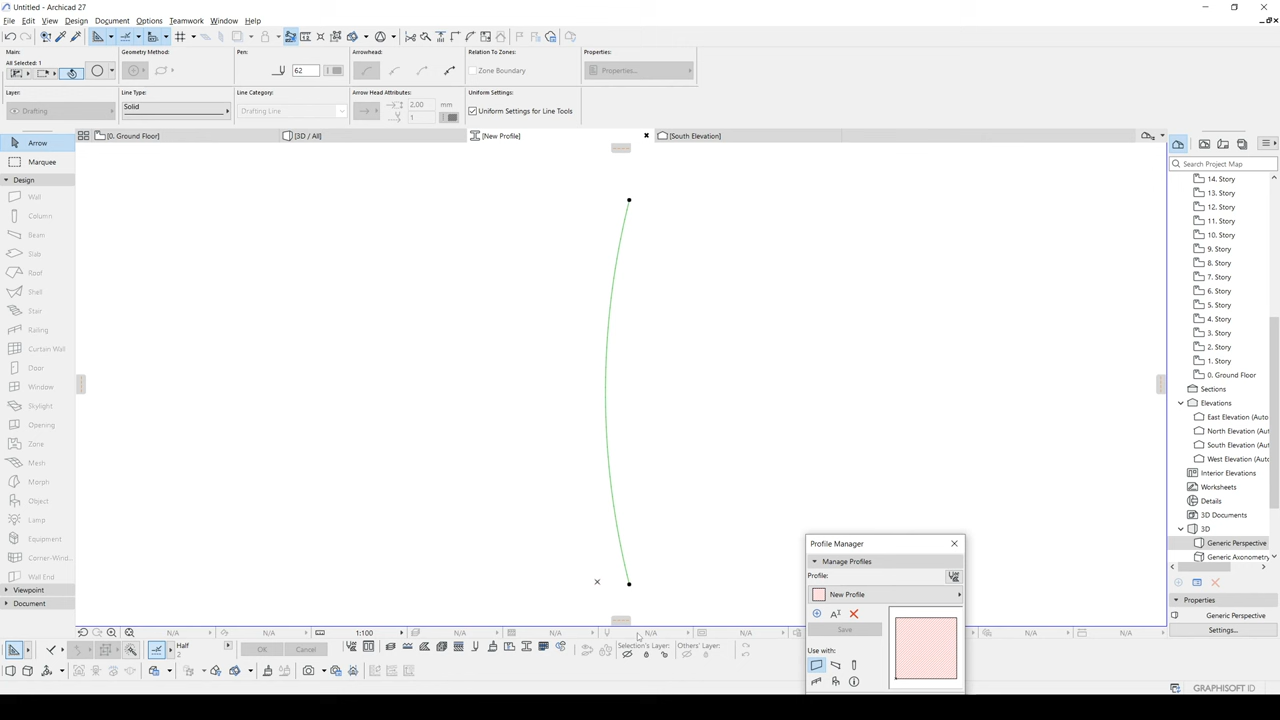 Untitled - Archicad 27
File Edit View Design Document Options Teamwork Window Help
Main: Geometry Method: Pen: Arrowhead: Relation To Zones: Properties:
All Selected: 1
62 Zone Boundary Properties...
Layer: Line Type: Line Category: Arrow Head Attributes: Uniform Settings:
Drafting Solid Drafting Line 2.00 mm Uniform Settings for Line Tools
1
[0. Ground Floor] [3D / All] [New Profile] [South Elevation]
Arrow
Marquee
Design
Wall
Column
Beam
Slab
Roof
Shell
Stair
Railing
Curtain Wall
Door
Window
Skylight
Opening
Zone
Mesh
Morph
Object
Lamp
Equipment
Corner-Wind...
Wall End
Viewpoint
Document
Search Project Map
14. Story
13. Story
12. Story
11. Story
10. Story
9. Story
8. Story
7. Story
6. Story
5. Story
4. Story
3. Story
2. Story
1. Story
0. Ground Floor
Sections
Elevations
East Elevation (Auto
North Elevation (Aut
South Elevation (Aut
West Elevation (Auto
Interior Elevations
Worksheets
Details
3D Documents
3D
Generic Perspective
Generic Axonometry
Properties
Generic Perspective
Settings...
Profile Manager
Manage Profiles
Profile:
New Profile
Save
Use with:
N/A N/A 1:100 N/A N/A N/A N/A N/A N/A
Half
2
OK Cancel Selection's Layer: Others' Layer:
GRAPHISOFT ID